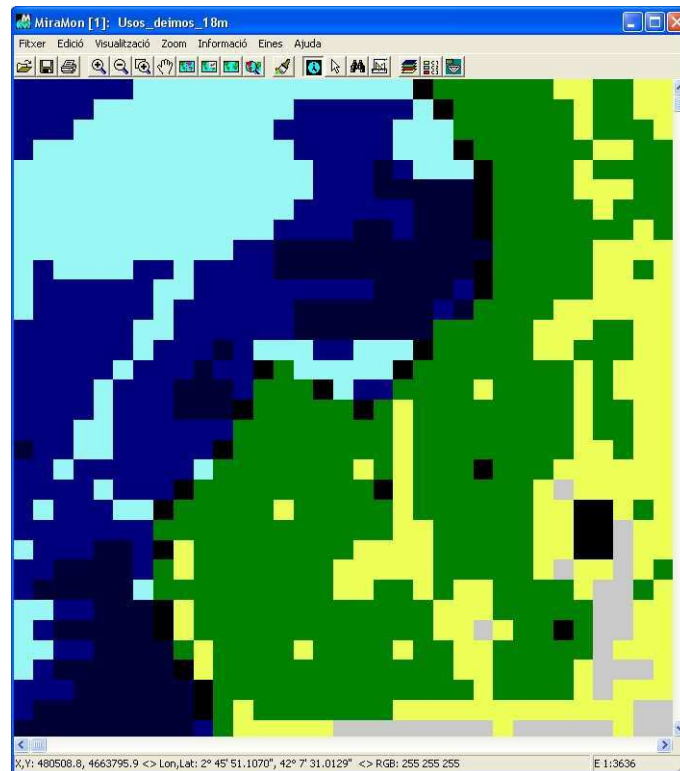 MiraMon [1]: Usos_deimos_18m
Fitxer Edició Visualització Zoom Informació Eines Ajuda
X,Y: 480508.8, 4663795.9 <> Lon,Lat: 2° 45' 51.1070", 42° 7' 31.0129" <> RGB: 255 255 255 E 1:3636